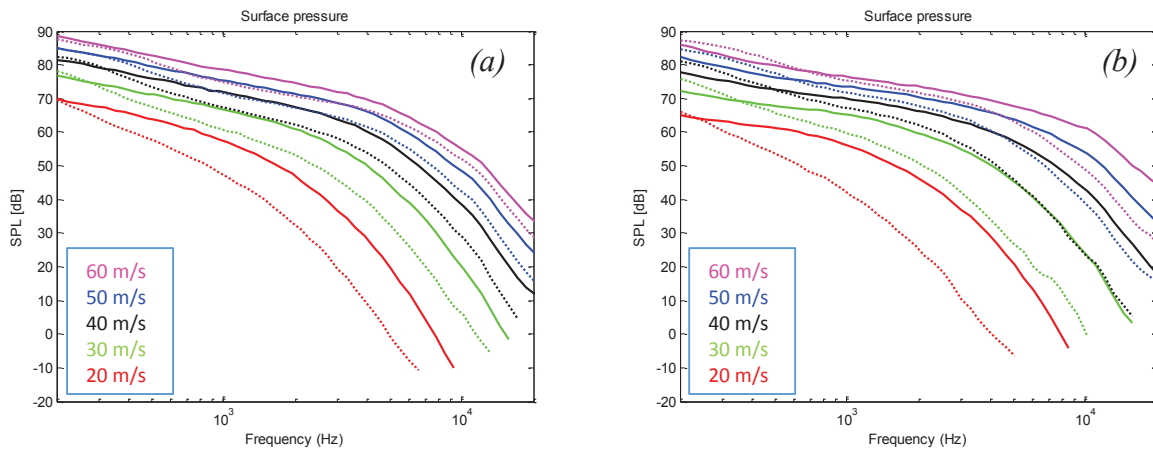 Surface pressure
(a)
SPL [dB]
90
80
70
60
50
40
30
20
10
0
-10
-20
60 m/s
50 m/s
40 m/s
30 m/s
20 m/s
10³
10⁴
Frequency (Hz)
Surface pressure
(b)
SPL [dB]
90
80
70
60
50
40
30
20
10
0
-10
-20
60 m/s
50 m/s
40 m/s
30 m/s
20 m/s
10³
10⁴
Frequency (Hz)